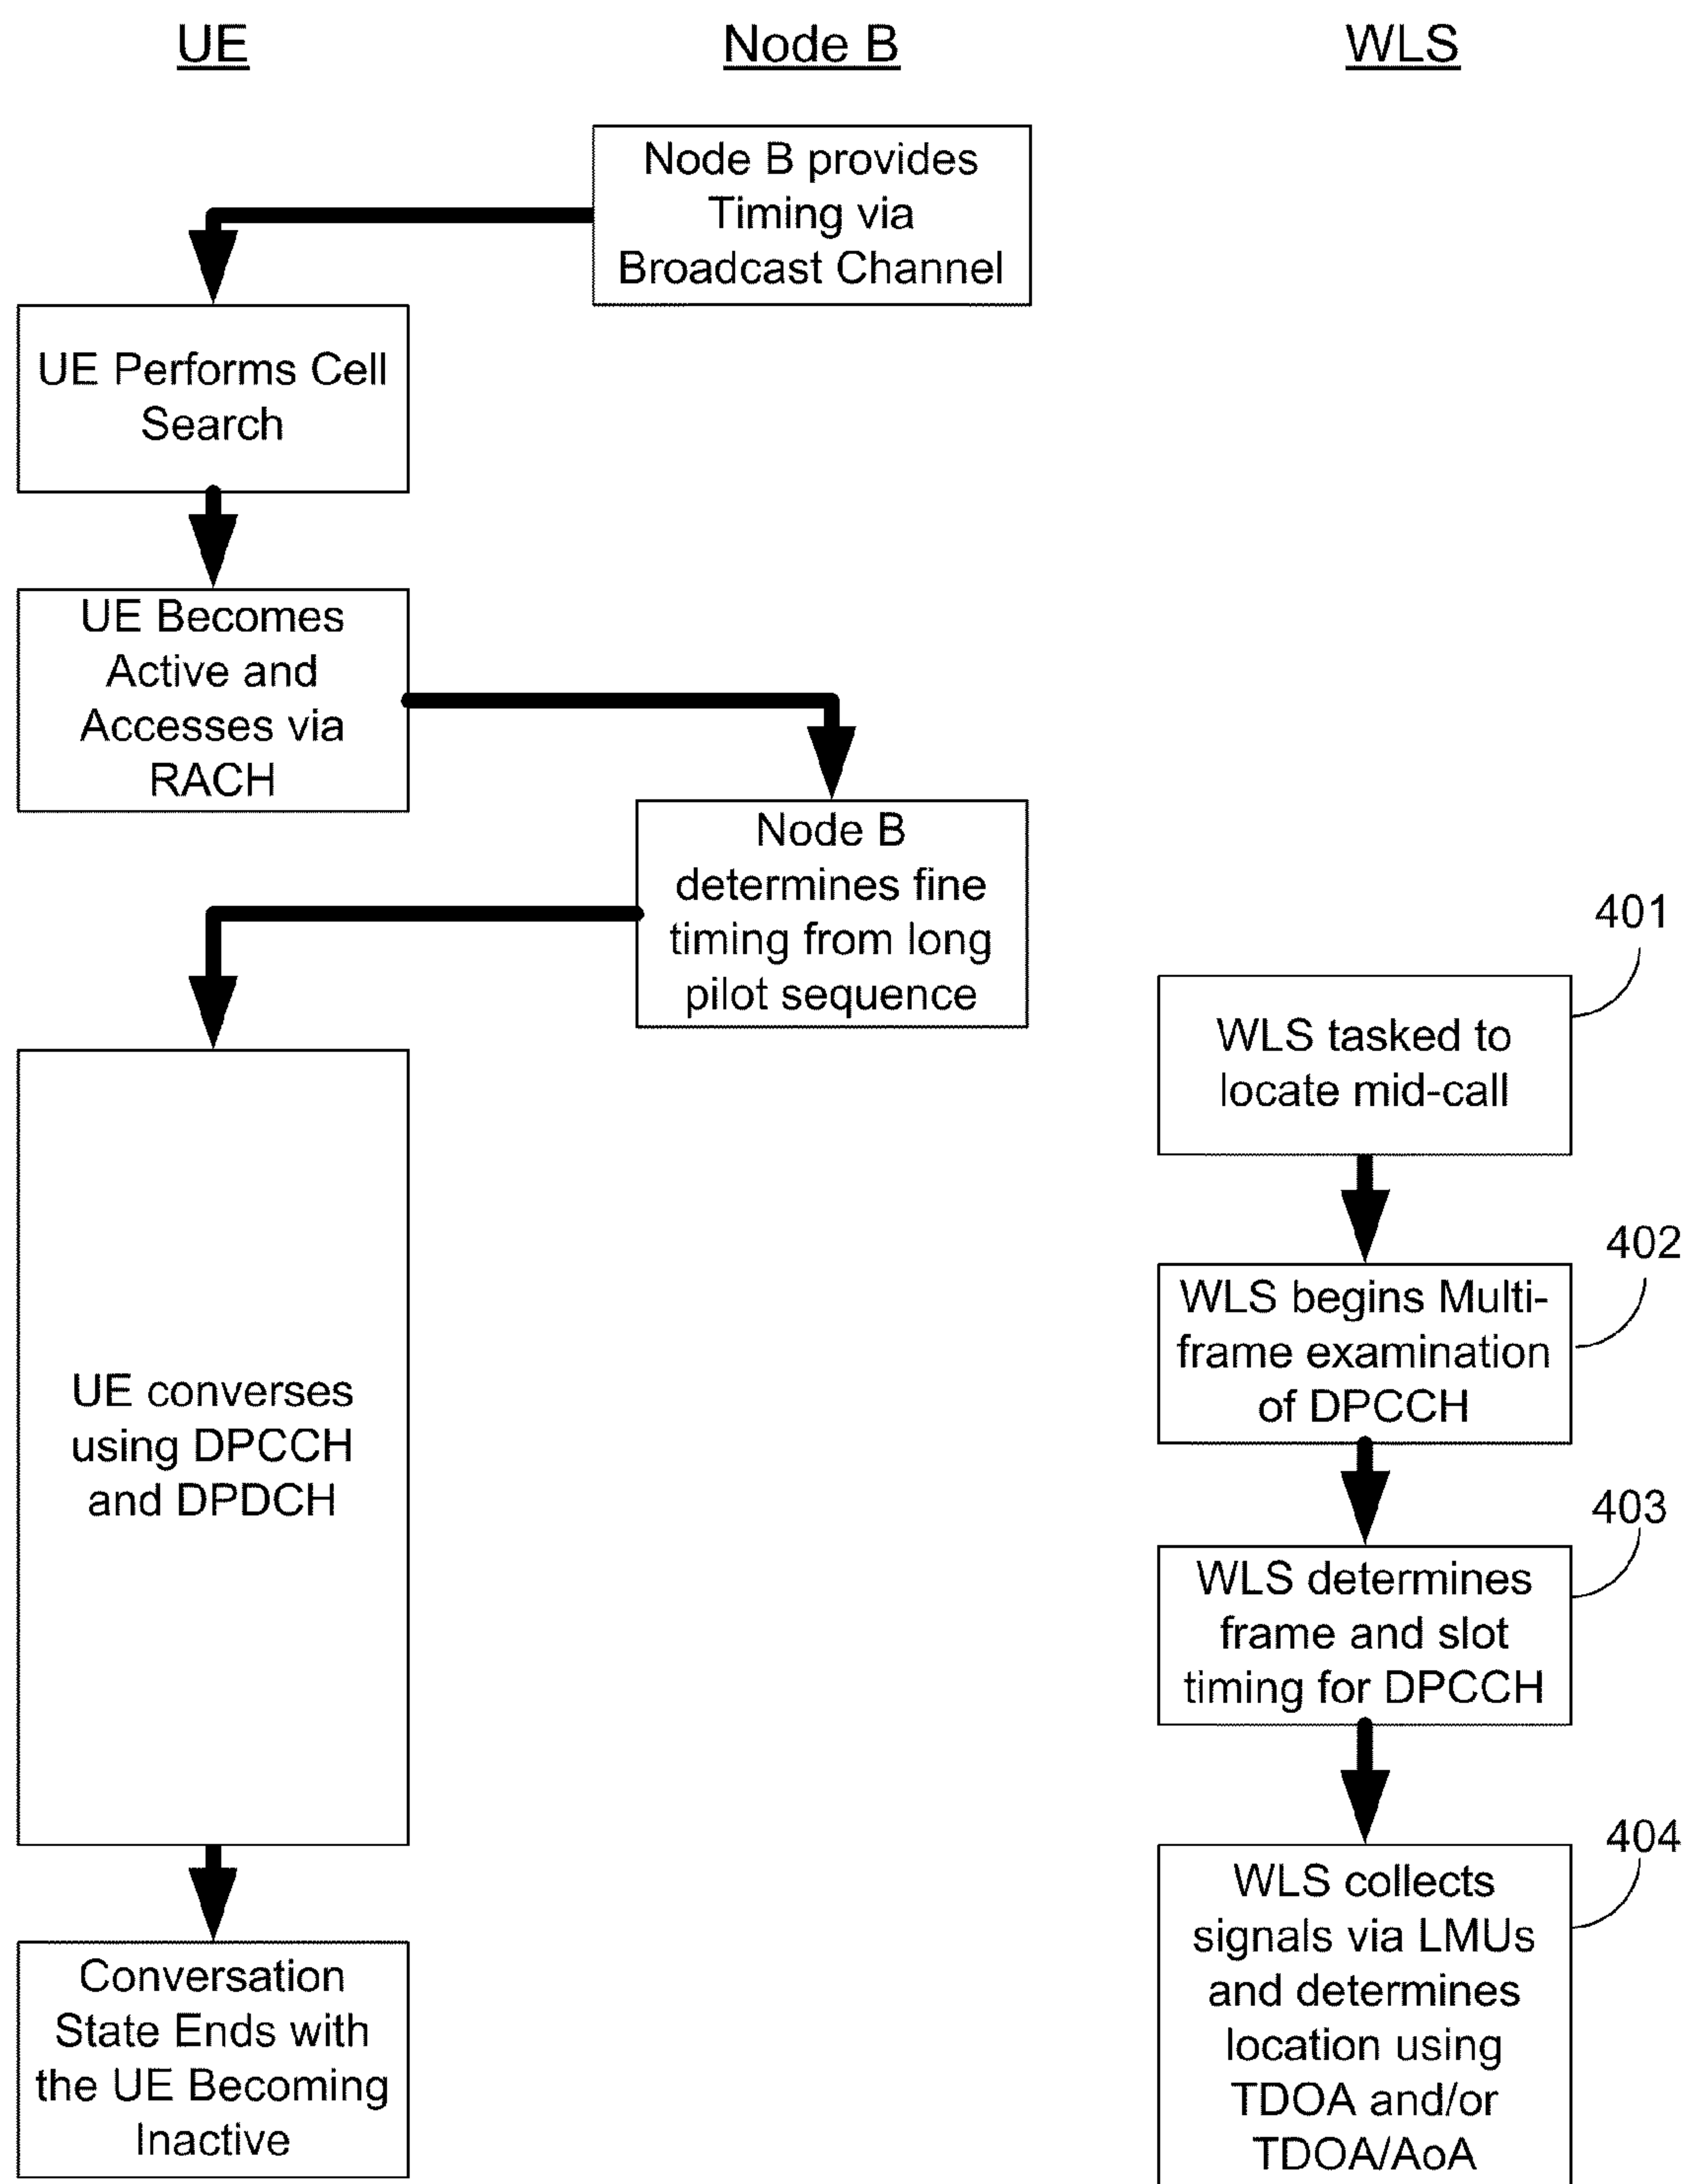 UE
Node B
WLS
Node B provides
Timing via
Broadcast Channel
UE Performs Cell
Search
UE Becomes
Active and
Accesses via
RACH
Node B
determines fine
timing from long
pilot sequence
401
WLS tasked to
locate mid-call
402
WLS begins Multi-
frame examination
of DPCCH
UE converses
using DPCCH
and DPDCH
403
WLS determines
frame and slot
timing for DPCCH
404
WLS collects
signals via LMUs
and determines
location using
TDOA and/or
TDOA/AoA
Conversation
State Ends with
the UE Becoming
Inactive